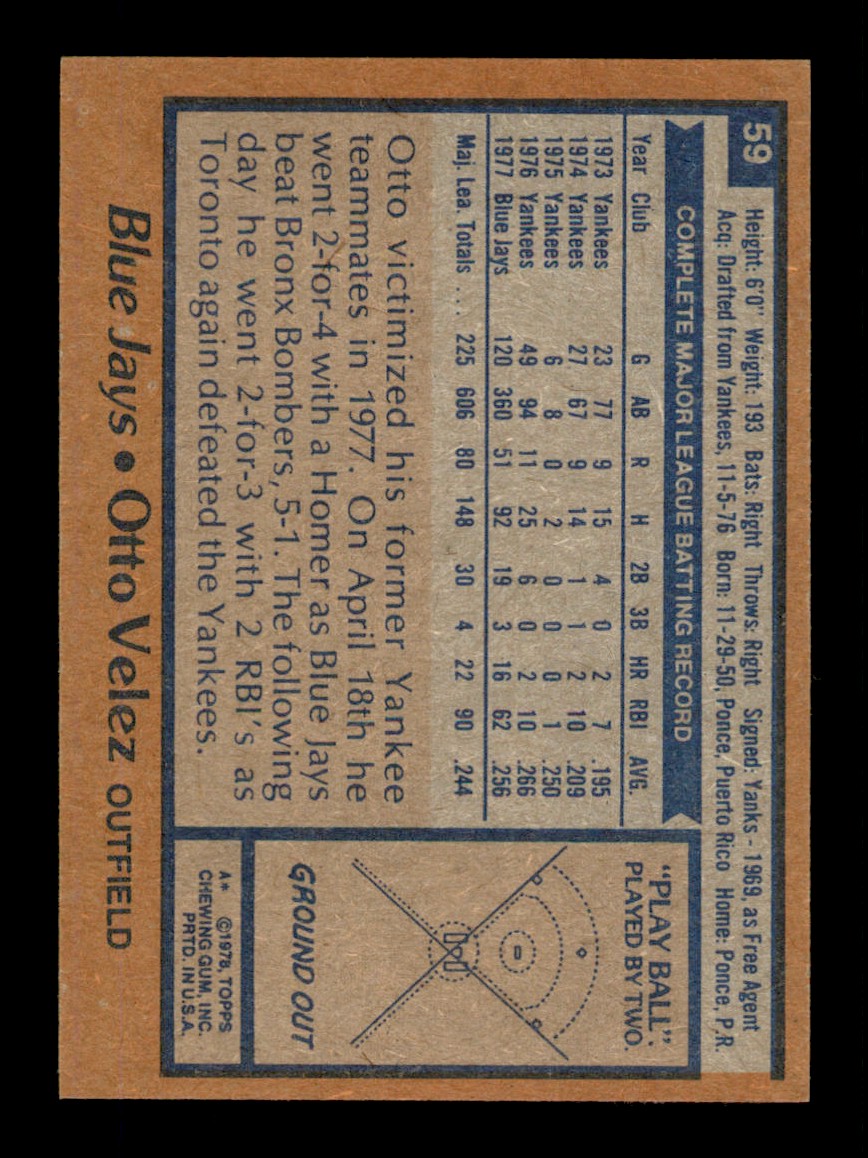 59
Height: 6'0" Weight: 193 Bats: Right Throws: Right Signed: Yanks - 1969, as Free Agent
Acq: Drafted from Yankees, 11-5-76 Born: 11-29-50, Ponce, Puerto Rico Home: Ponce, P.R.
COMPLETE MAJOR LEAGUE BATTING RECORD
Year Club G AB R H 2B 3B HR RBI AVG.
1973 Yankees 23 77 9 15 4 0 2 7 .195
1974 Yankees 27 67 9 14 1 1 2 10 .209
1975 Yankees 6 8 0 2 0 0 0 1 .250
1976 Yankees 49 94 11 25 6 0 2 10 .266
1977 Blue Jays 120 360 51 92 19 3 16 62 .256
Maj. Lea. Totals ... 225 606 80 148 30 4 22 90 .244
Otto victimized his former Yankee
teammates in 1977. On April 18th he
went 2-for-4 with a Homer as Blue Jays
beat Bronx Bombers, 5-1. The following
day he went 2-for-3 with 2 RBI's as
Toronto again defeated the Yankees.
"PLAY BALL".
PLAYED BY TWO.
GROUND OUT
A* ©1978, TOPPS
CHEWING GUM, INC.
PRTD. IN U.S.A.
Blue Jays • Otto Velez OUTFIELD